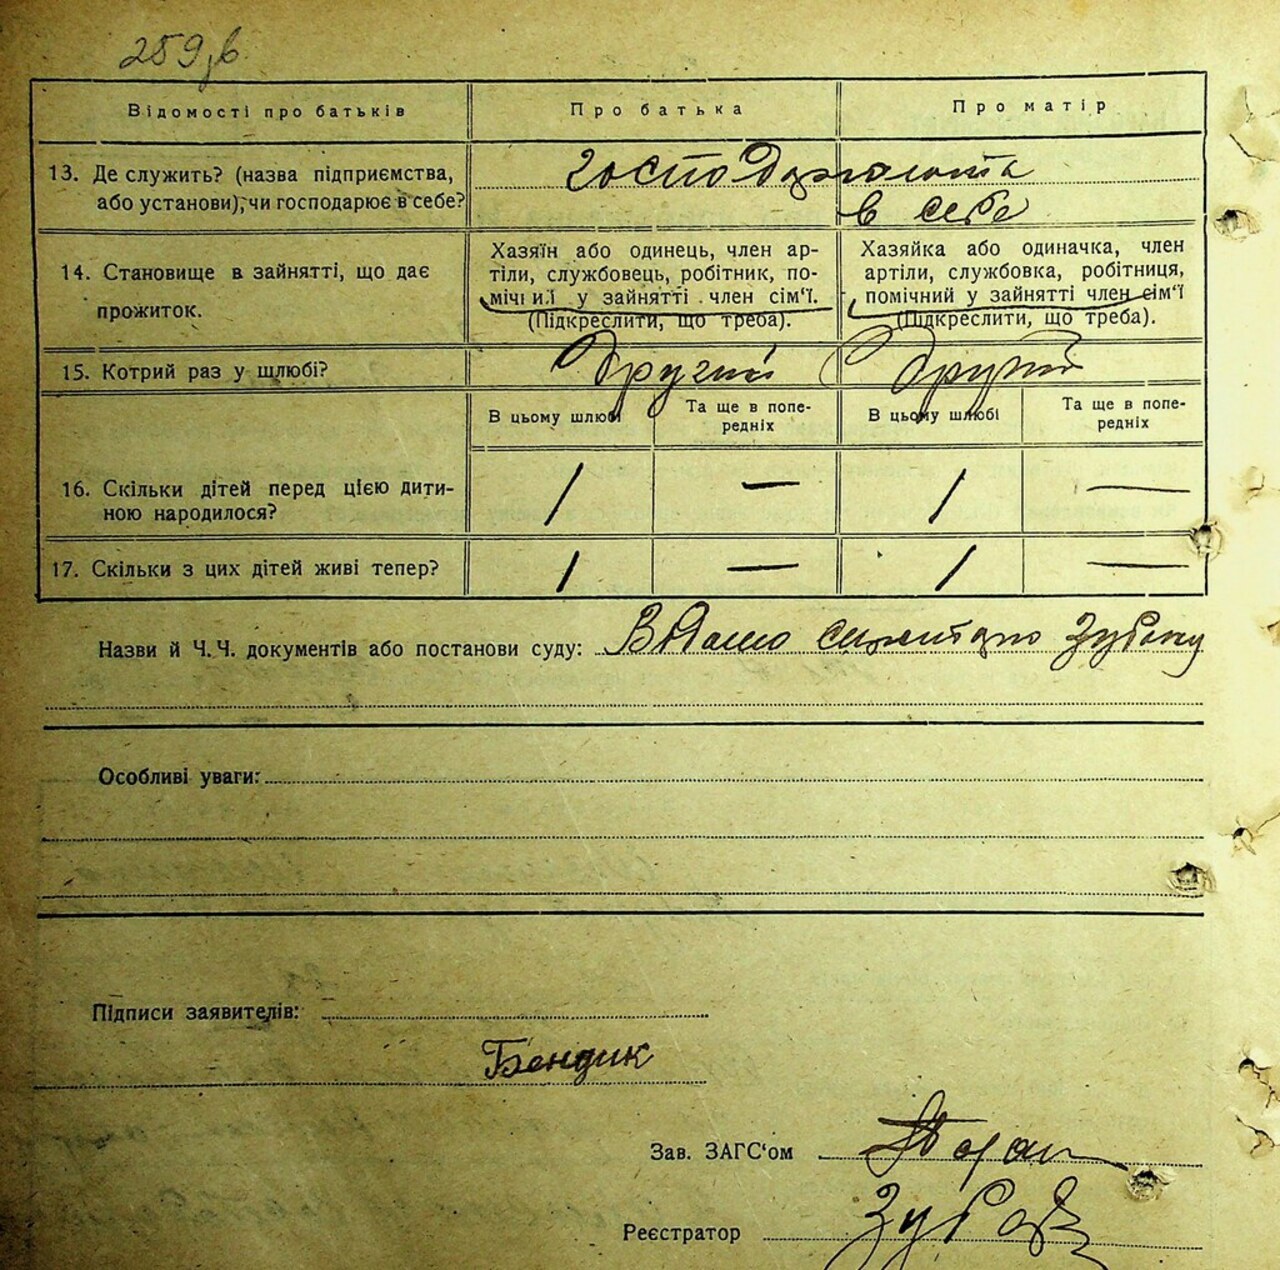 259 зв
Відомості про батьків Про батька Про матір
13. Де служить? (назва підприємства, або установи), чи господарює в себе?
господарюють
в себе
14. Становище в зайнятті, що дає прожиток.
Хазяїн або одинець, член ар-
тіли, службовець, робітник, по-
мічний у зайнятті член сім'ї.
(Підкреслити, що треба).
Хазяйка або одиначка, член
артіли, службовка, робітниця,
помічний у зайнятті член сім'ї
(Підкреслити, що треба).
15. Котрий раз у шлюбі? другий другий
В цьому шлюбі Та ще в попе-
редніх В цьому шлюбі Та ще в попе-
редніх
16. Скільки дітей перед цією дити-
ною народилося? 1 — 1 —
17. Скільки з цих дітей живі тепер? 1 — 1 —
Назви й Ч.Ч. документів або постанови суду:
Особливі уваги:
Підписи заявителів:
Бендик
Зав. ЗАГС'ом
Реєстратор